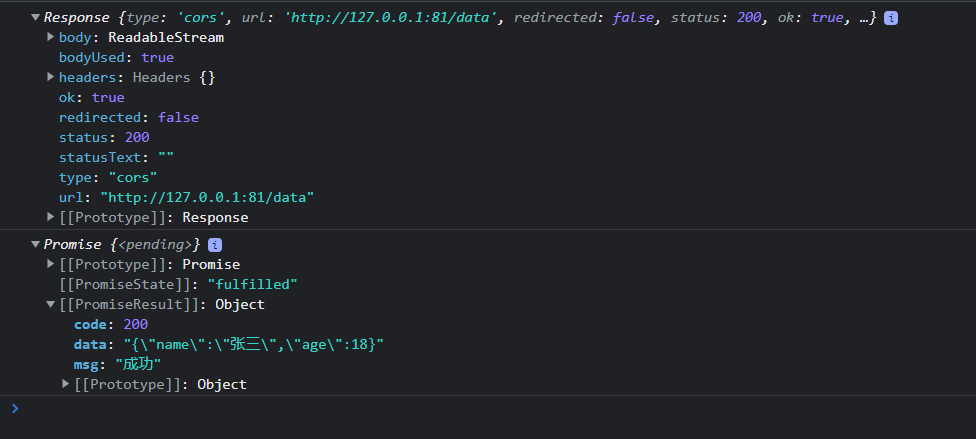 Response {type: 'cors', url: 'http://127.0.0.1:81/data', redirected: false, status: 200, ok: true, …} i
body: ReadableStream
bodyUsed: true
headers: Headers {}
ok: true
redirected: false
status: 200
statusText: ""
type: "cors"
url: "http://127.0.0.1:81/data"
[[Prototype]]: Response
Promise {<pending>} i
[[Prototype]]: Promise
[[PromiseState]]: "fulfilled"
[[PromiseResult]]: Object
code: 200
data: "{\"name\":\"张三\",\"age\":18}"
msg: "成功"
[[Prototype]]: Object